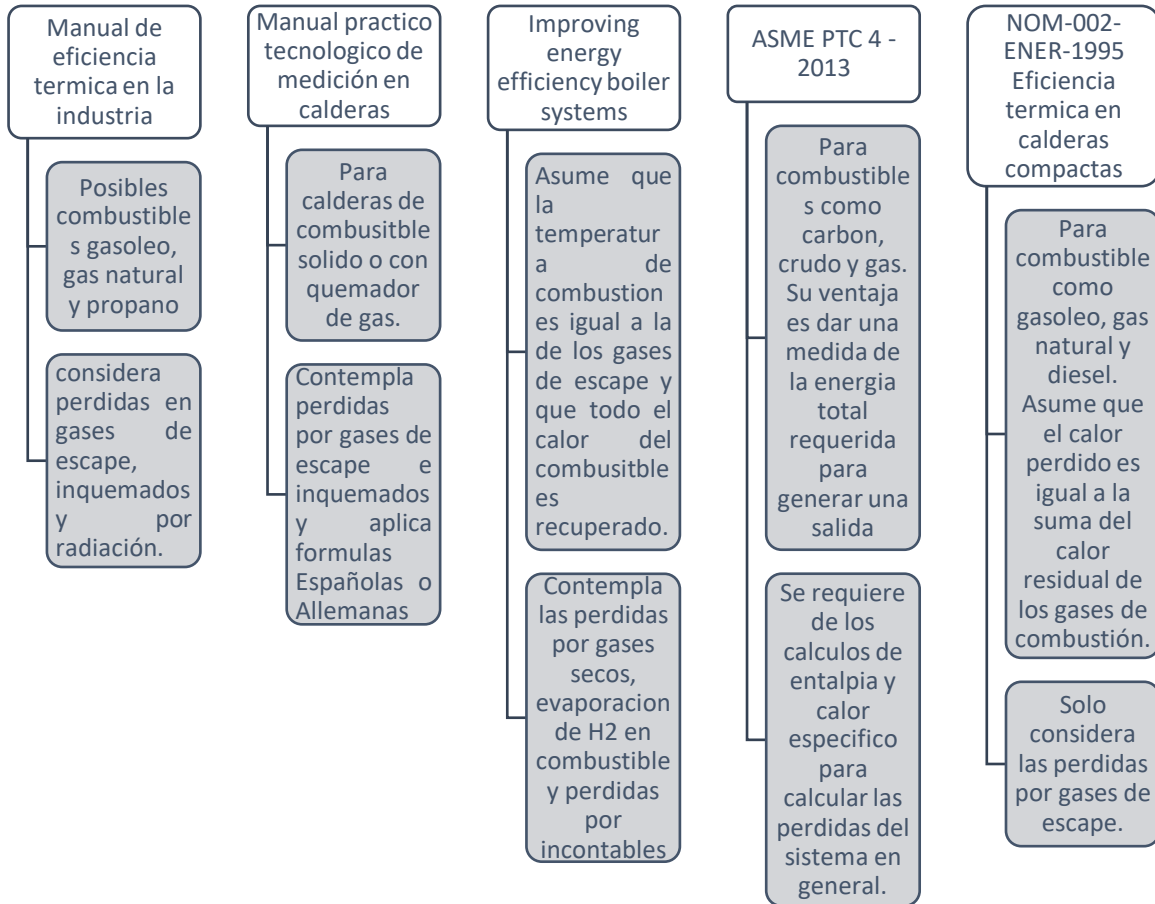 Manual de
eficiencia
termica en la
industria
Posibles
combustible
s gasoleo,
gas natural
y propano
considera
perdidas en
gases de
escape,
inquemados
y por
radiación.
Manual practico
tecnologico de
medición en
calderas
Para
calderas de
combusitble
solido o con
quemador
de gas.
Contempla
perdidas
por gases de
escape e
inquemados
y aplica
formulas
Españolas o
Allemanas
Improving
energy
efficiency boiler
systems
Asume que
la
temperatur
a de
combustion
es igual a la
de los gases
de escape y
que todo el
calor del
combusitble
es
recuperado.
Contempla
las perdidas
por gases
secos,
evaporacion
de H2 en
combustible
y perdidas
por
incontables
ASME PTC 4 -
2013
Para
combustible
s como
carbon,
crudo y gas.
Su ventaja
es dar una
medida de
la energia
total
requerida
para
generar una
salida
Se requiere
de los
calculos de
entalpia y
calor
especifico
para
calcular las
perdidas del
sistema en
general.
NOM-002-
ENER-1995
Eficiencia
termica en
calderas
compactas
Para
combustible
como
gasoleo, gas
natural y
diesel.
Asume que
el calor
perdido es
igual a la
suma del
calor
residual de
los gases de
combustión.
Solo
considera
las perdidas
por gases de
escape.